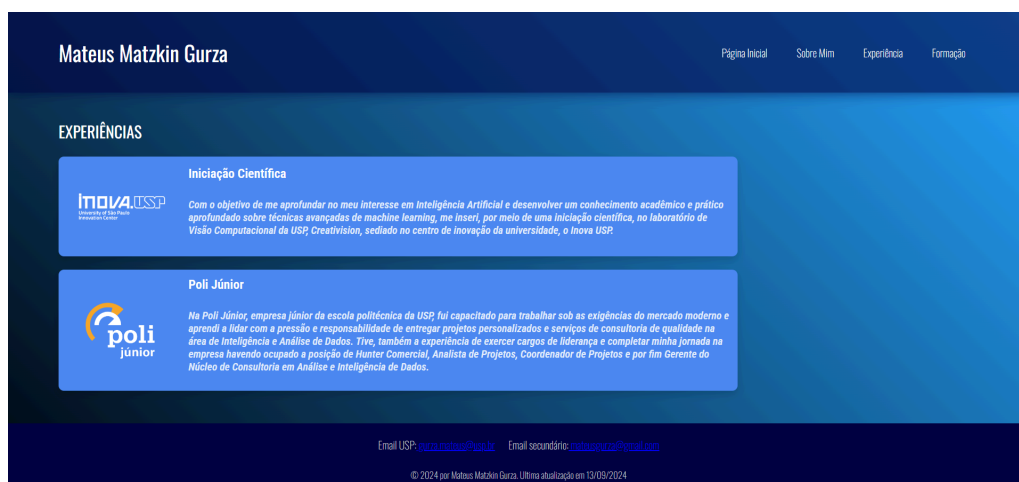 Mateus Matzkin Gurza
Página Inicial Sobre Mim Experiência Formação
EXPERIÊNCIAS
INOVA.USP
University of São Paulo
Innovation Center
Iniciação Científica
Com o objetivo de me aprofundar no meu interesse em Inteligência Artificial e desenvolver um conhecimento acadêmico e prático
aprofundado sobre técnicas avançadas de machine learning, me inseri, por meio de uma iniciação científica, no laboratório de
Visão Computacional da USP, Creativision, sediado no centro de inovação da universidade, o Inova USP.
poli
júnior
Poli Júnior
Na Poli Júnior, empresa júnior da escola politécnica da USP, fui capacitado para trabalhar sob as exigências do mercado moderno e
aprendi a lidar com a pressão e responsabilidade de entregar projetos personalizados e serviços de consultoria de qualidade na
área de Inteligência e Análise de Dados. Tive, também a experiência de exercer cargos de liderança e completar minha jornada na
empresa havendo ocupado a posição de Hunter Comercial, Analista de Projetos, Coordenador de Projetos e por fim Gerente do
Núcleo de Consultoria em Análise e Inteligência de Dados.
Email USP: Email secundário:
© 2024 por Mateus Matzkin Gurza. Ultima atualização em 13/09/2024